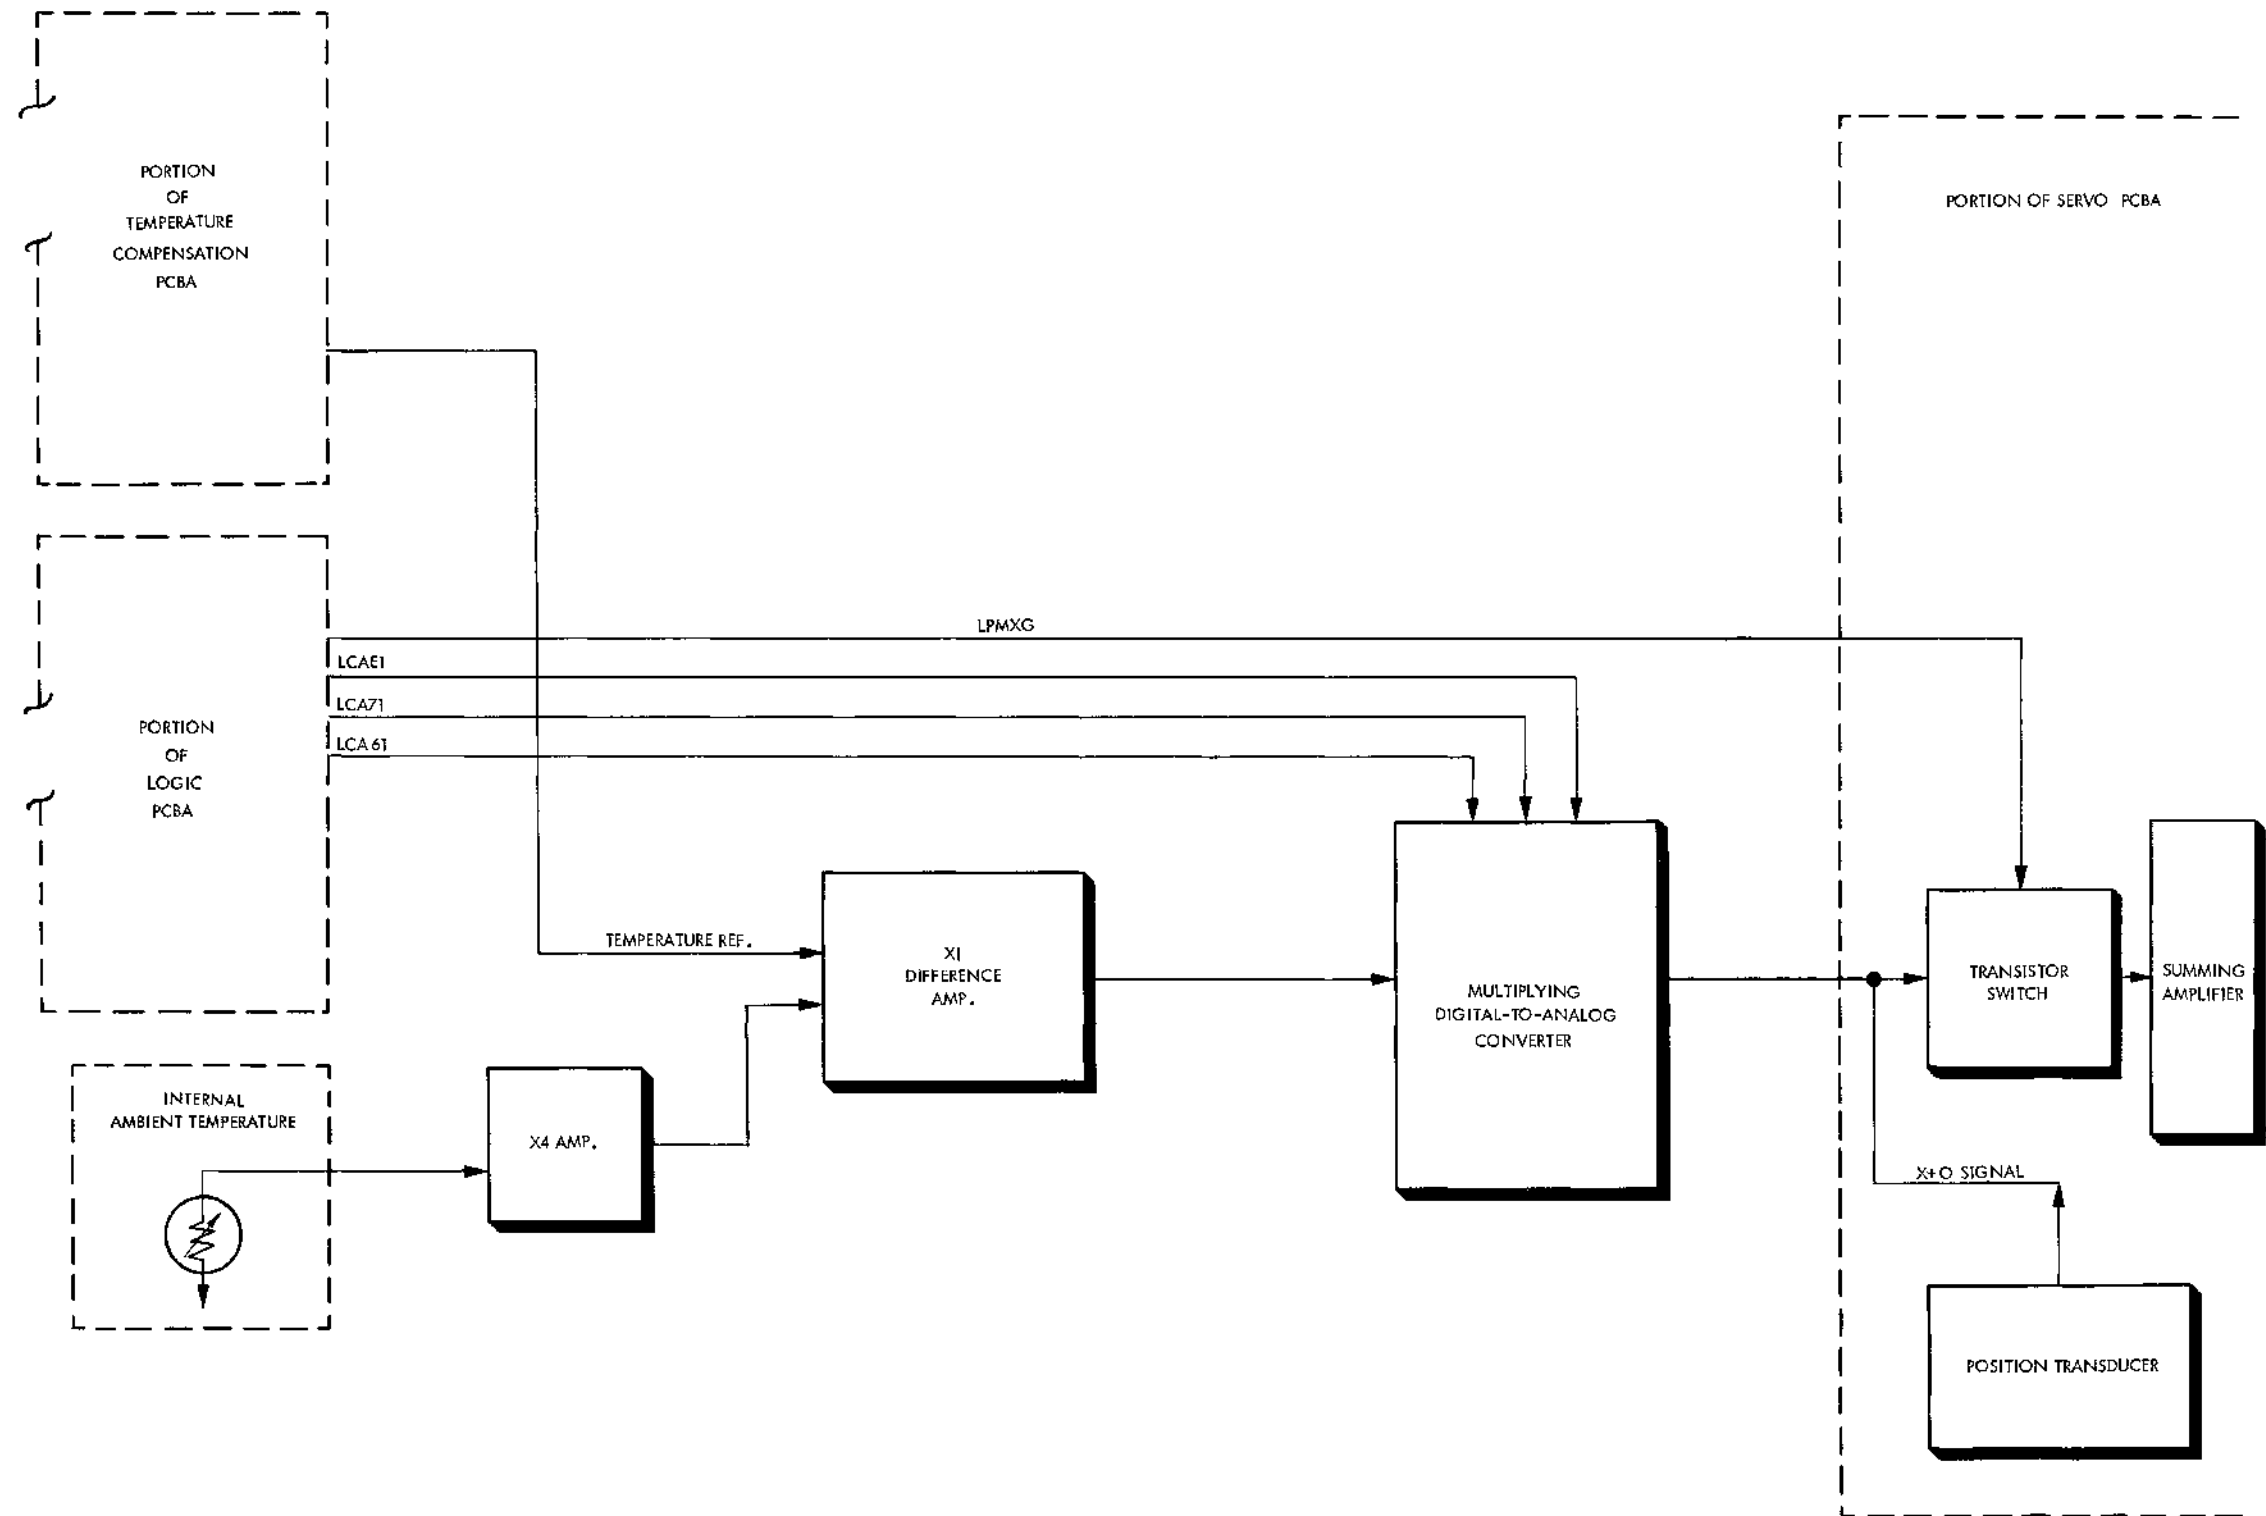 PORTION
OF
TEMPERATURE
COMPENSATION
PCBA
PORTION OF SERVO PCBA
LPMXG
LCAE1
LCA71
LCA61
PORTION
OF
LOGIC
PCBA
TEMPERATURE REF.
X1
DIFFERENCE
AMP.
MULTIPLYING
DIGITAL-TO-ANALOG
CONVERTER
TRANSISTOR
SWITCH
SUMMING
AMPLIFIER
INTERNAL
AMBIENT TEMPERATURE
X4 AMP.
X+O SIGNAL
POSITION TRANSDUCER